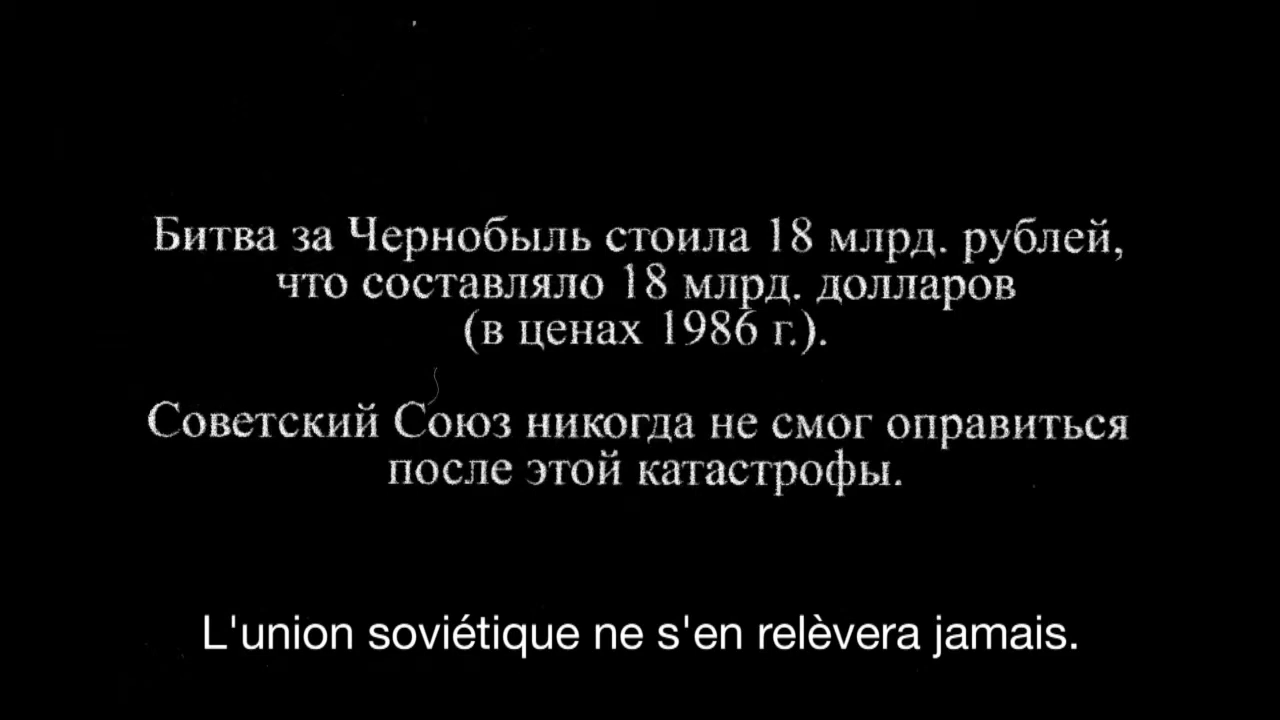 Битва за Чернобыль стоила 18 млрд. рублей,
что составляло 18 млрд. долларов
(в ценах 1986 г.).
Советский Союз никогда не смог оправиться
после этой катастрофы.
L'union soviétique ne s'en relèvera jamais.